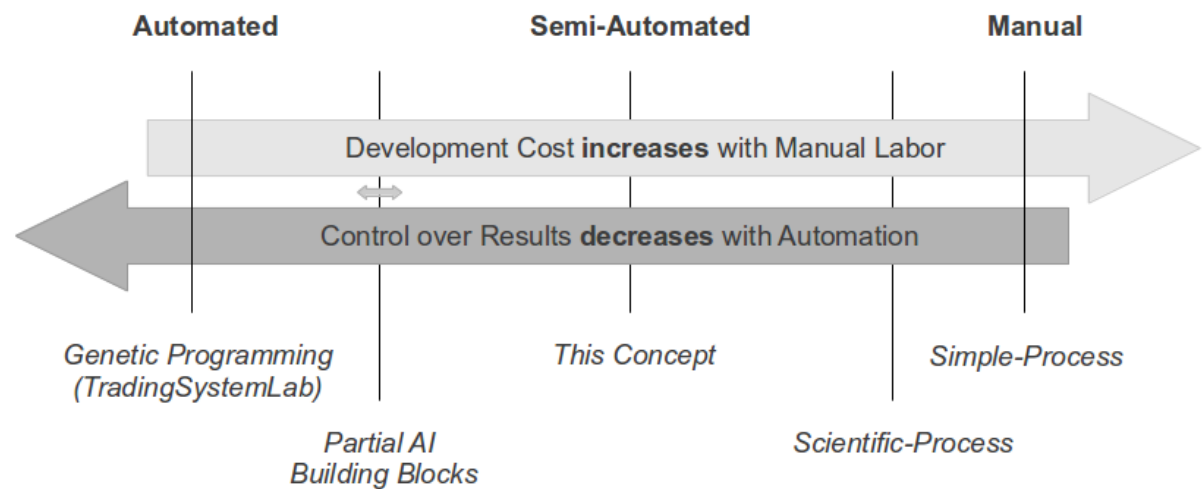 Automated
Semi-Automated
Manual
Development Cost increases with Manual Labor
Control over Results decreases with Automation
Genetic Programming
(TradingSystemLab)
This Concept
Simple-Process
Partial AI
Building Blocks
Scientific-Process